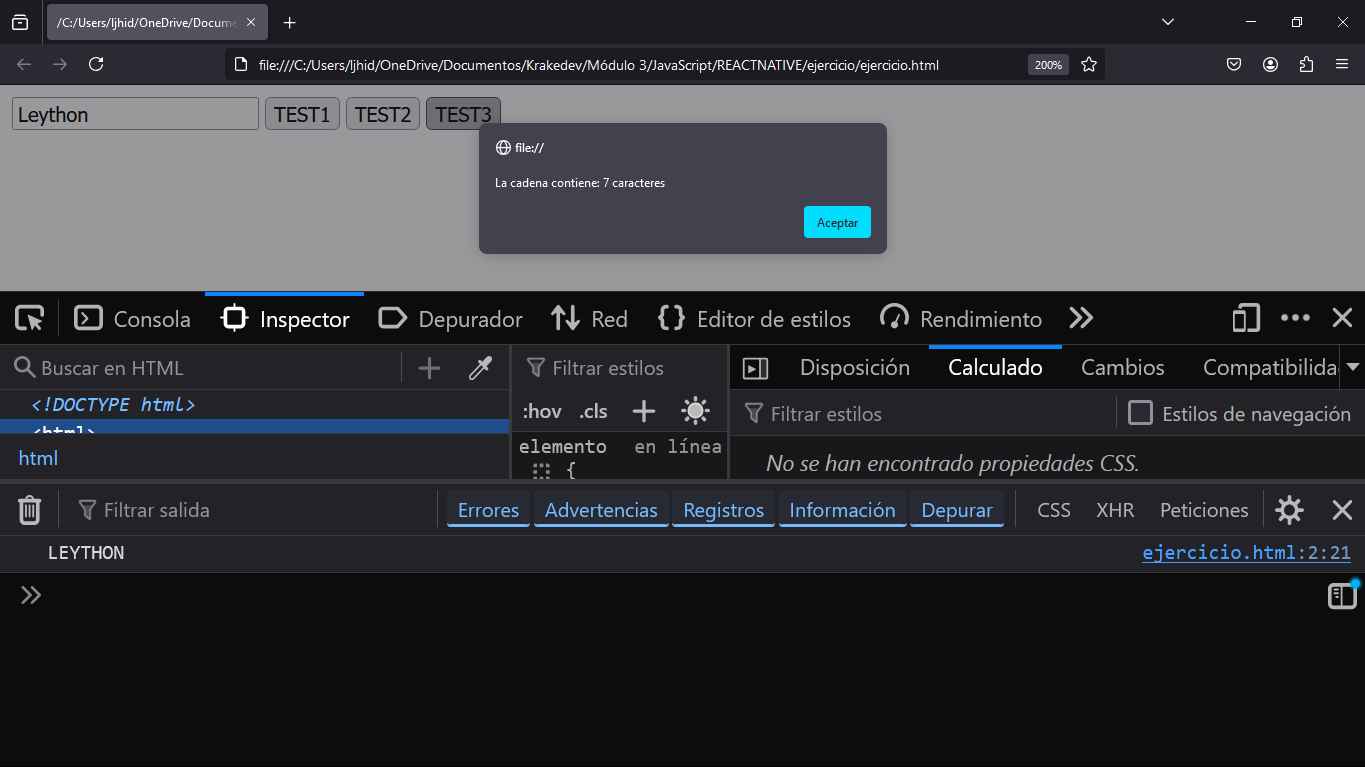 /C:/Users/ljhid/OneDrive/Docume
file:///C:/Users/ljhid/OneDrive/Documentos/Krakedev/Módulo 3/JavaScript/REACTNATIVE/ejercicio/ejercicio.html 200%
Leython TEST1 TEST2 TEST3
file://
La cadena contiene: 7 caracteres
Aceptar
Consola Inspector Depurador Red Editor de estilos Rendimiento
Buscar en HTML
Filtrar estilos
Disposición Calculado Cambios Compatibilida
<!DOCTYPE html>
<html>
html
:hov .cls
elemento en línea
{
Filtrar estilos Estilos de navegación
No se han encontrado propiedades CSS.
Filtrar salida Errores Advertencias Registros Información Depurar CSS XHR Peticiones
LEYTHON ejercicio.html:2:21